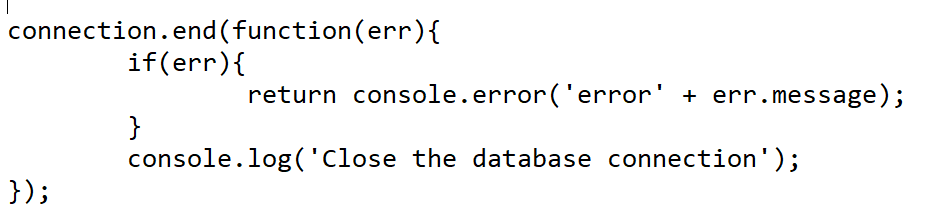 connection.end(function(err){
        if(err){
                return console.error('error' + err.message);
        }
        console.log('Close the database connection');
});